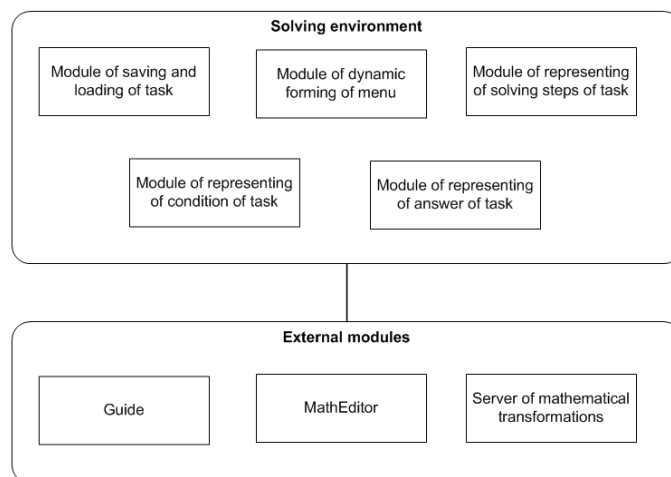 Solving environment
Module of saving and
loading of task
Module of dynamic
forming of menu
Module of representing
of solving steps of task
Module of representing
of condition of task
Module of representing
of answer of task
External modules
Guide
MathEditor
Server of mathematical
transformations